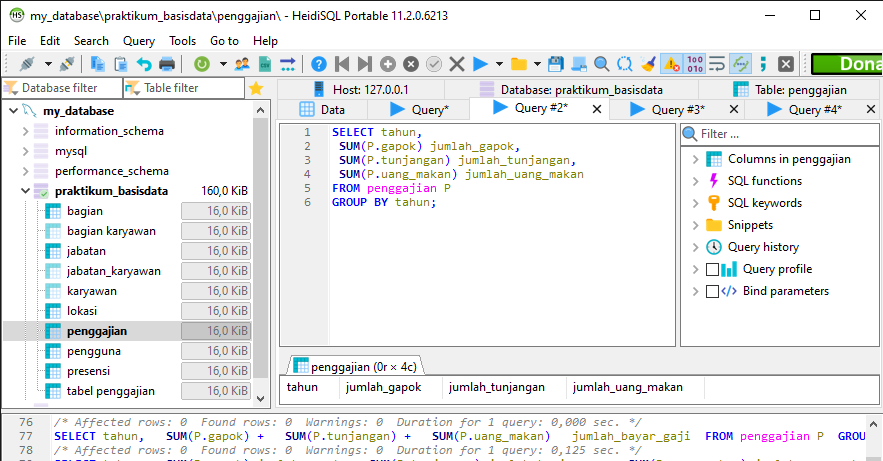 HS my_database\praktikum_basisdata\penggajian\ - HeidiSQL Portable 11.2.0.6213
File Edit Search Query Tools Go to Help
Dona
Database filter Table filter
my_database
information_schema
mysql
performance_schema
praktikum_basisdata 160,0 KiB
bagian 16,0 KiB
bagian karyawan 16,0 KiB
jabatan 16,0 KiB
jabatan_karyawan 16,0 KiB
karyawan 16,0 KiB
lokasi 16,0 KiB
penggajian 16,0 KiB
pengguna 16,0 KiB
presensi 16,0 KiB
tabel penggajian 16,0 KiB
Host: 127.0.0.1 Database: praktikum_basisdata Table: penggajian
Data Query* Query #2* Query #3* Query #4*
1 SELECT tahun,
2 SUM(P.gapok) jumlah_gapok,
3 SUM(P.tunjangan) jumlah_tunjangan,
4 SUM(P.uang_makan) jumlah_uang_makan
5 FROM penggajian P
6 GROUP BY tahun;
Filter ...
Columns in penggajian
SQL functions
SQL keywords
Snippets
Query history
Query profile
Bind parameters
penggajian (0r × 4c)
tahun jumlah_gapok jumlah_tunjangan jumlah_uang_makan
76 /* Affected rows: 0 Found rows: 0 Warnings: 0 Duration for 1 query: 0,000 sec. */
77 SELECT tahun, SUM(P.gapok) + SUM(P.tunjangan) + SUM(P.uang_makan) jumlah_bayar_gaji FROM penggajian P GROU
78 /* Affected rows: 0 Found rows: 0 Warnings: 0 Duration for 1 query: 0,125 sec. */